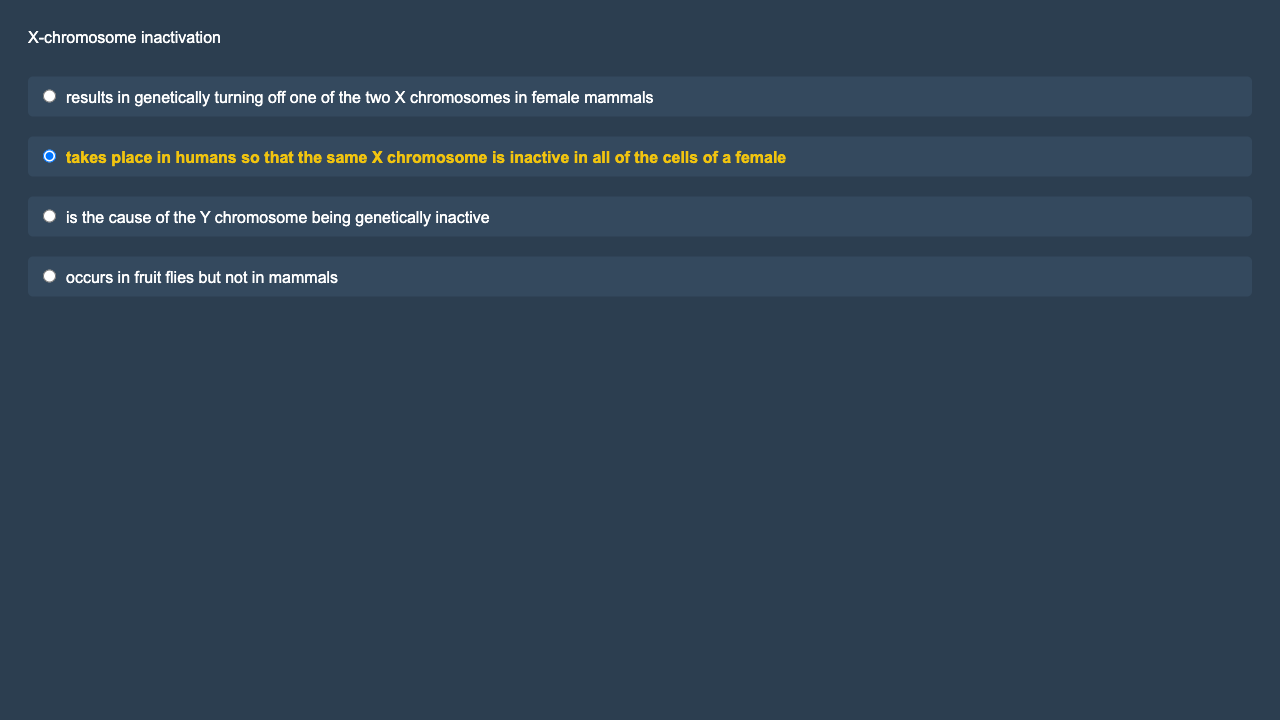 X-chromosome inactivation
results in genetically turning off one of the two X chromosomes in female mammals
takes place in humans so that the same X chromosome is inactive in all of the cells of a female
is the cause of the Y chromosome being genetically inactive
occurs in fruit flies but not in mammals